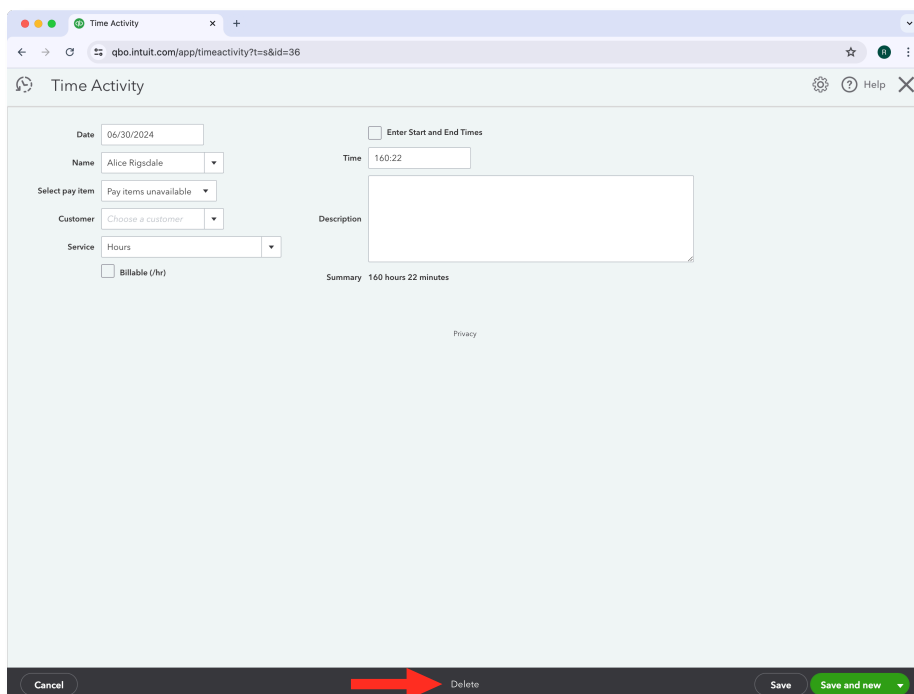 Time Activity
qbo.intuit.com/app/timeactivity?t=s&id=36
R
Time Activity
Help
Date 06/30/2024
Name Alice Rigsdale
Select pay item Pay items unavailable
Customer Choose a customer
Service Hours
Billable (/hr)
Enter Start and End Times
Time 160:22
Description
Summary 160 hours 22 minutes
Privacy
Cancel
Delete
Save
Save and new